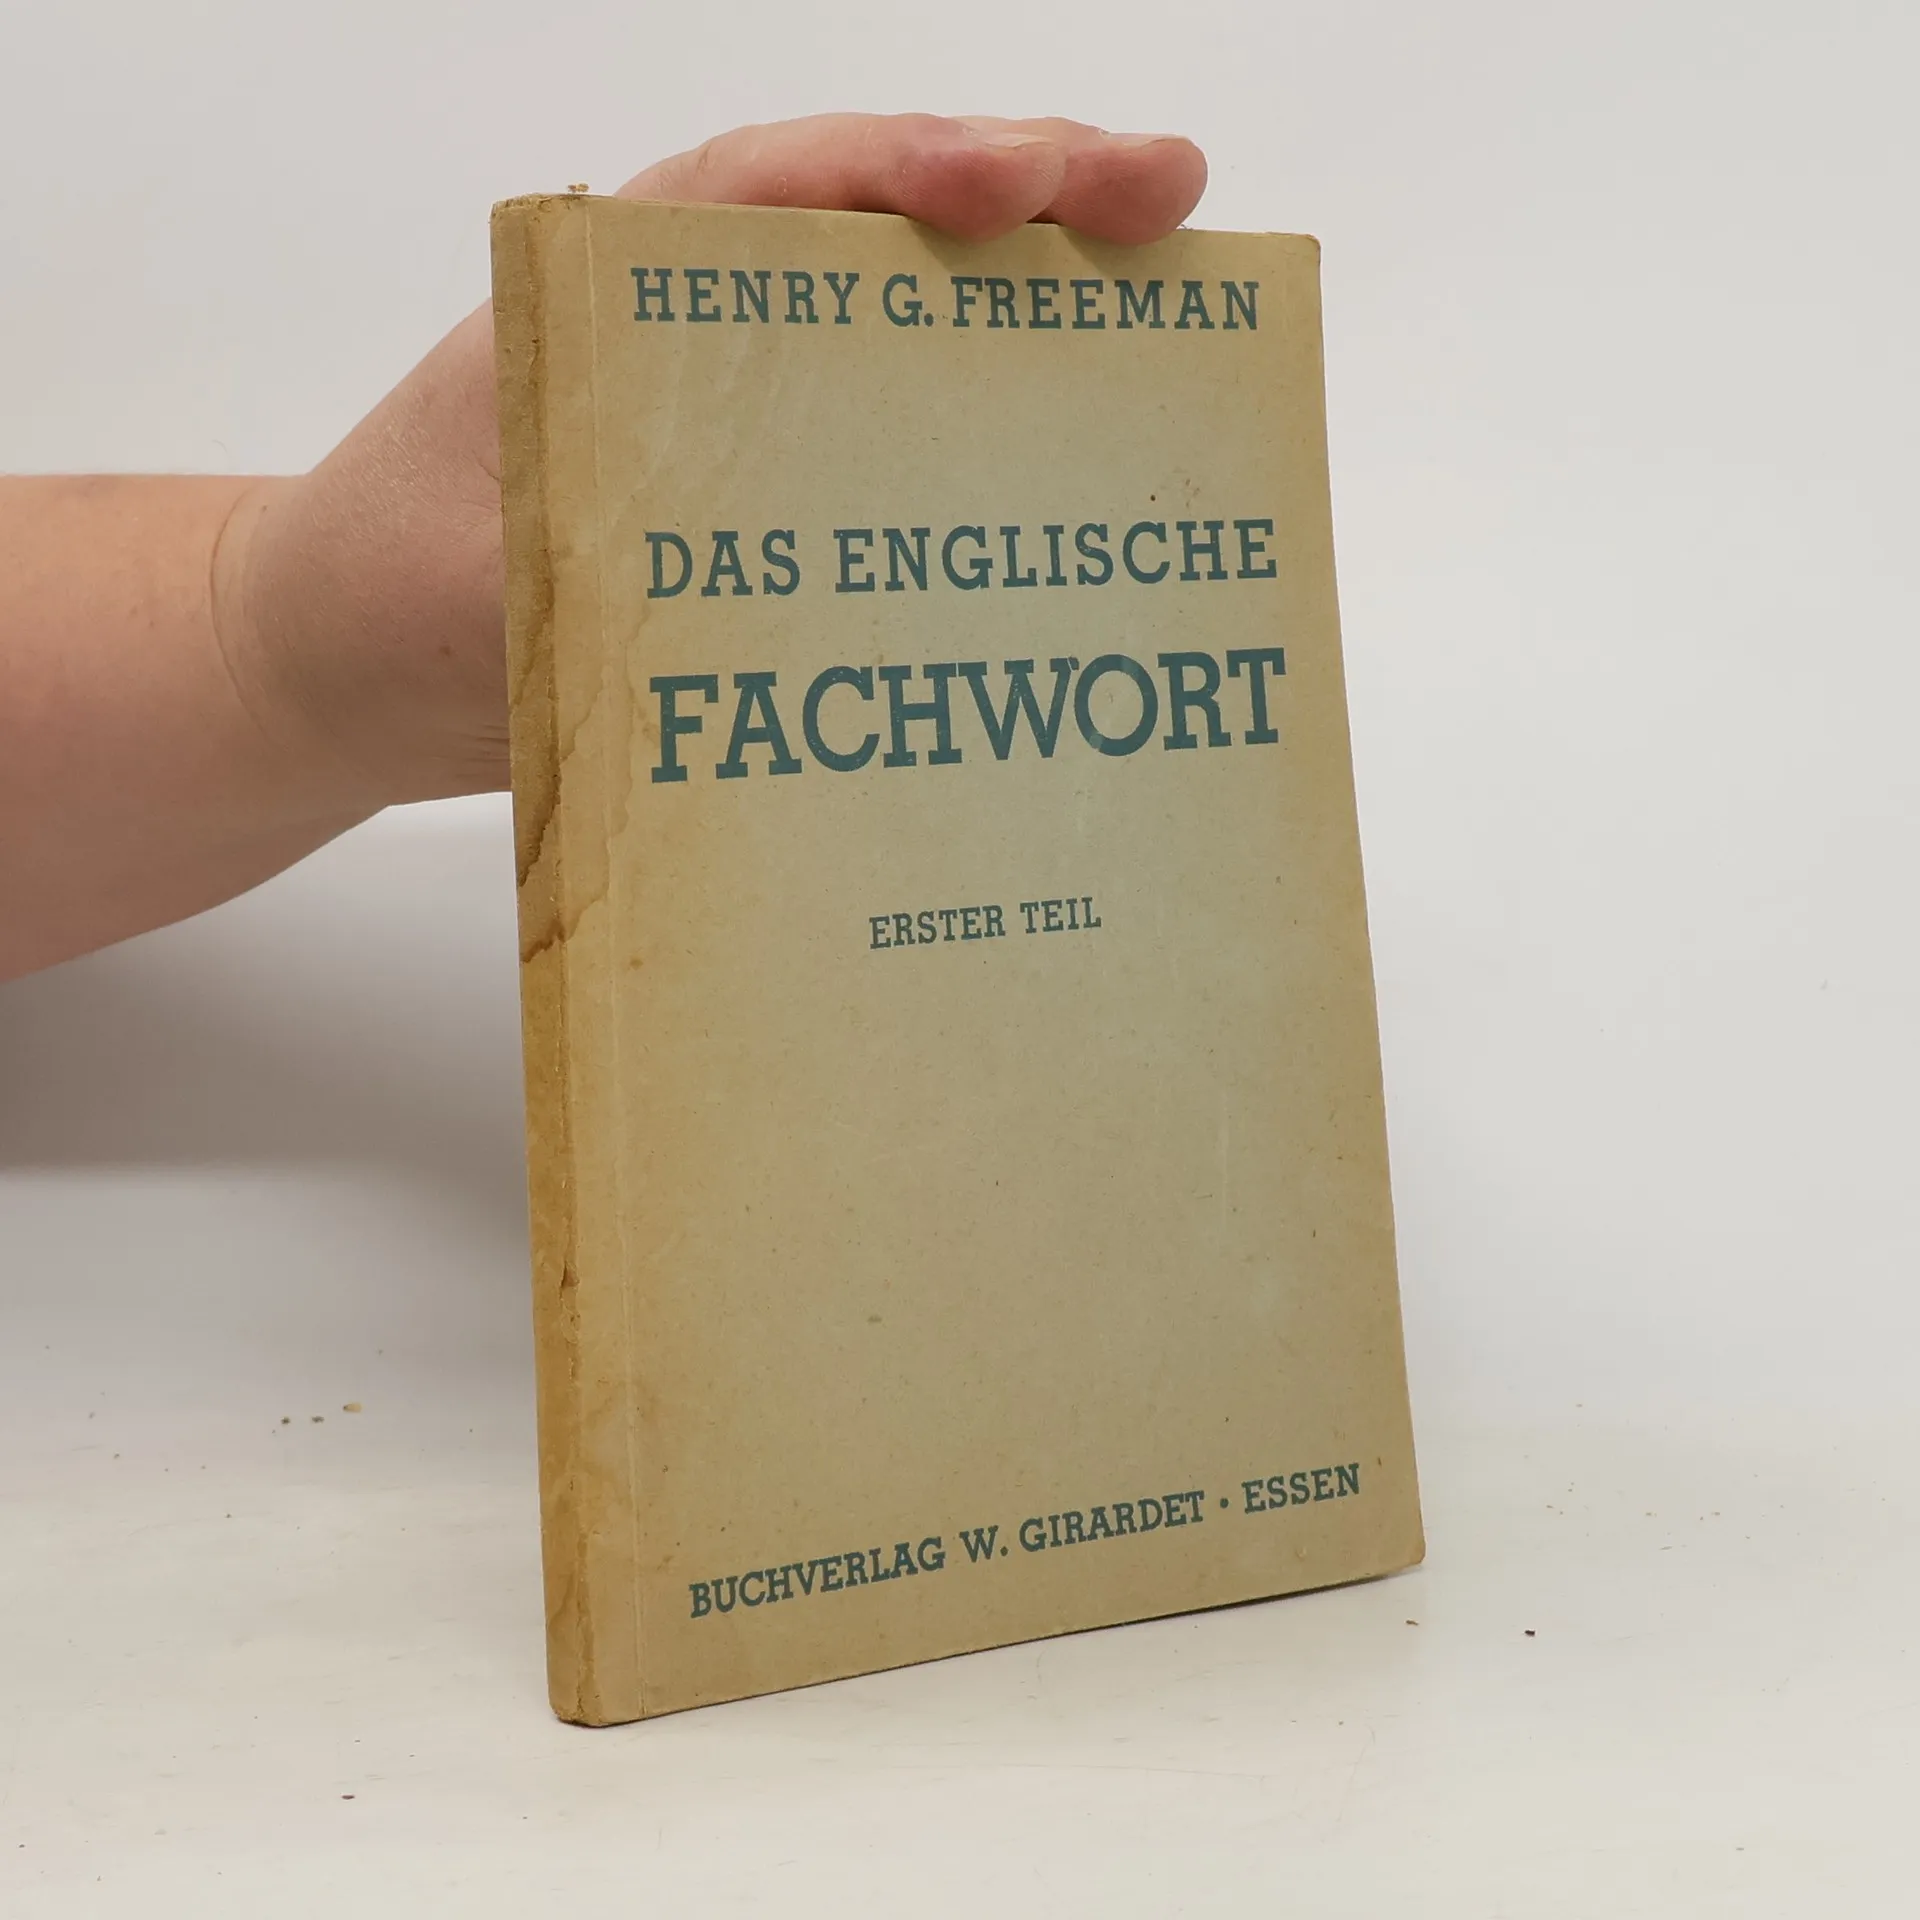 HENRY G. FREEMAN
DAS ENGLISCHE
FACHWORT
ERSTER TEIL
BUCHVERLAG W. GIRARDET · ESSEN